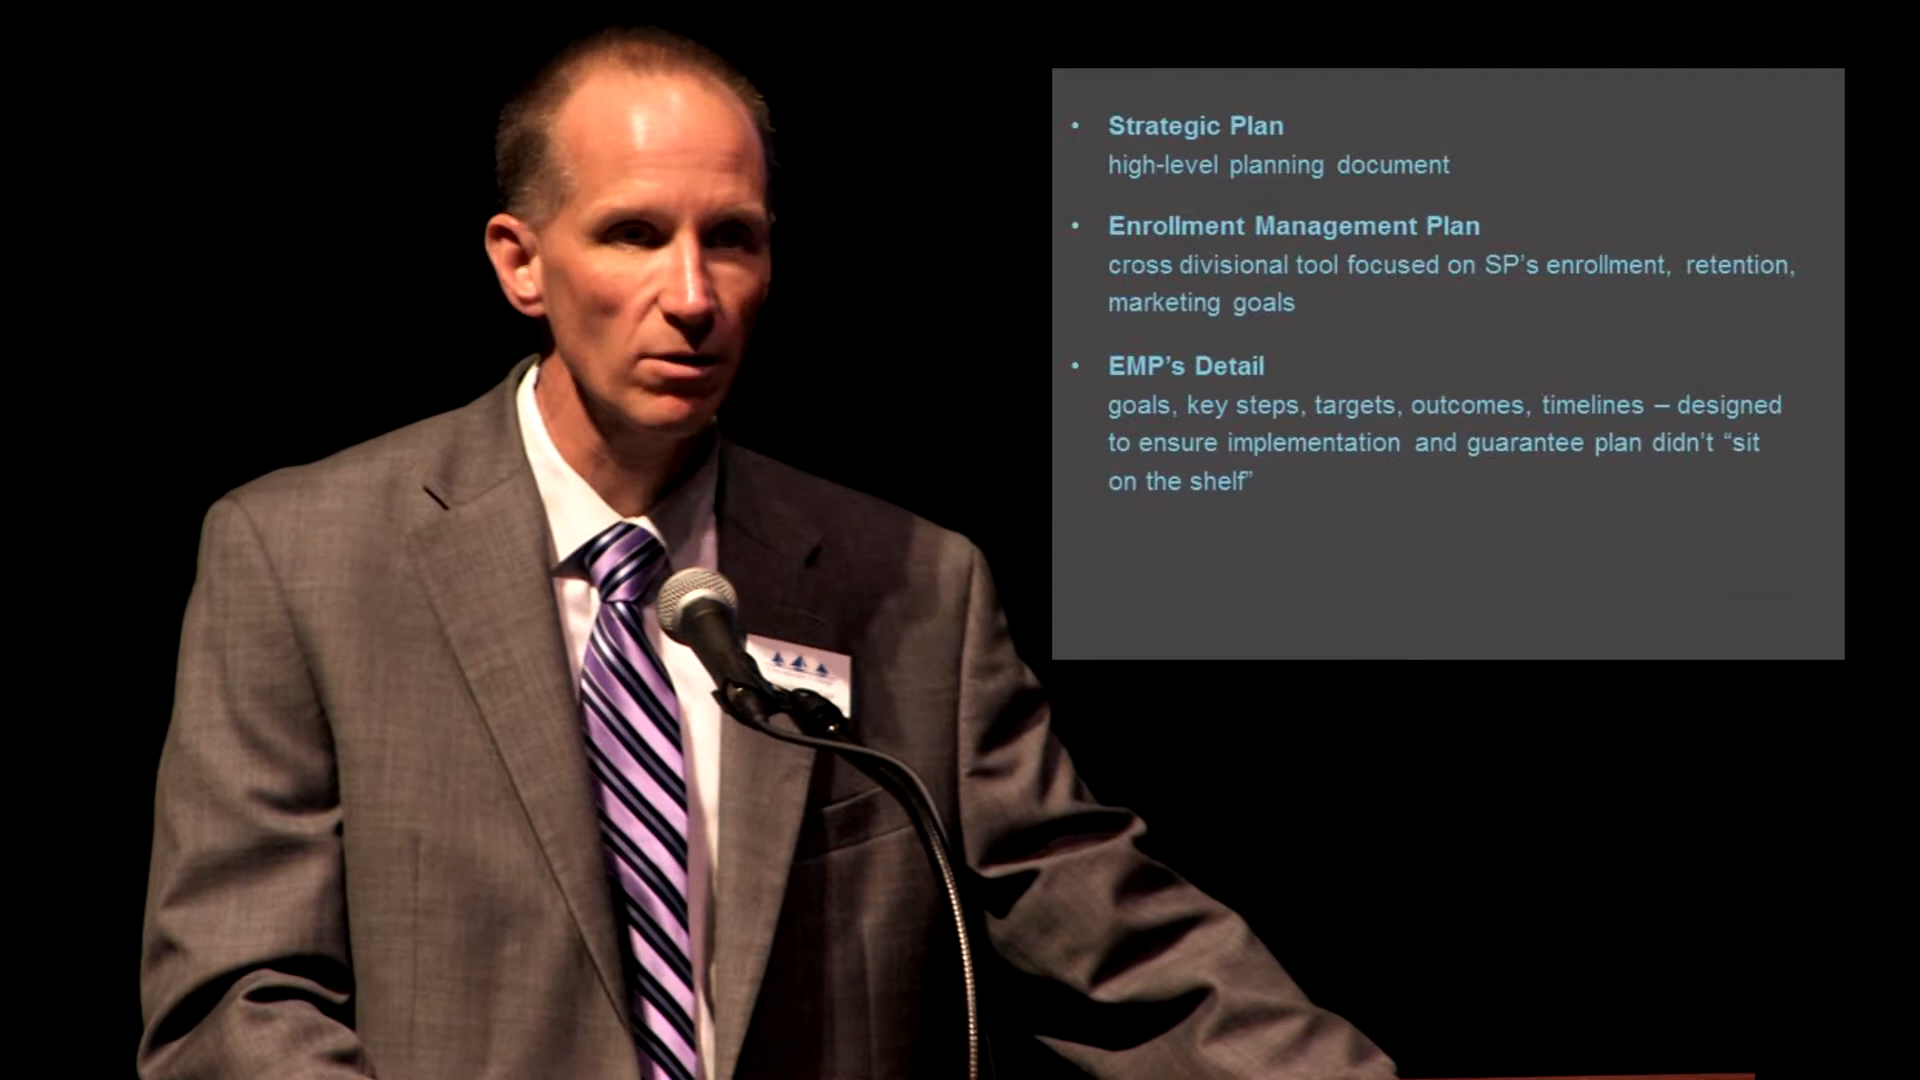 • Strategic Plan
high-level planning document
• Enrollment Management Plan
cross divisional tool focused on SP’s enrollment, retention,
marketing goals
• EMP’s Detail
goals, key steps, targets, outcomes, timelines – designed
to ensure implementation and guarantee plan didn’t “sit
on the shelf”